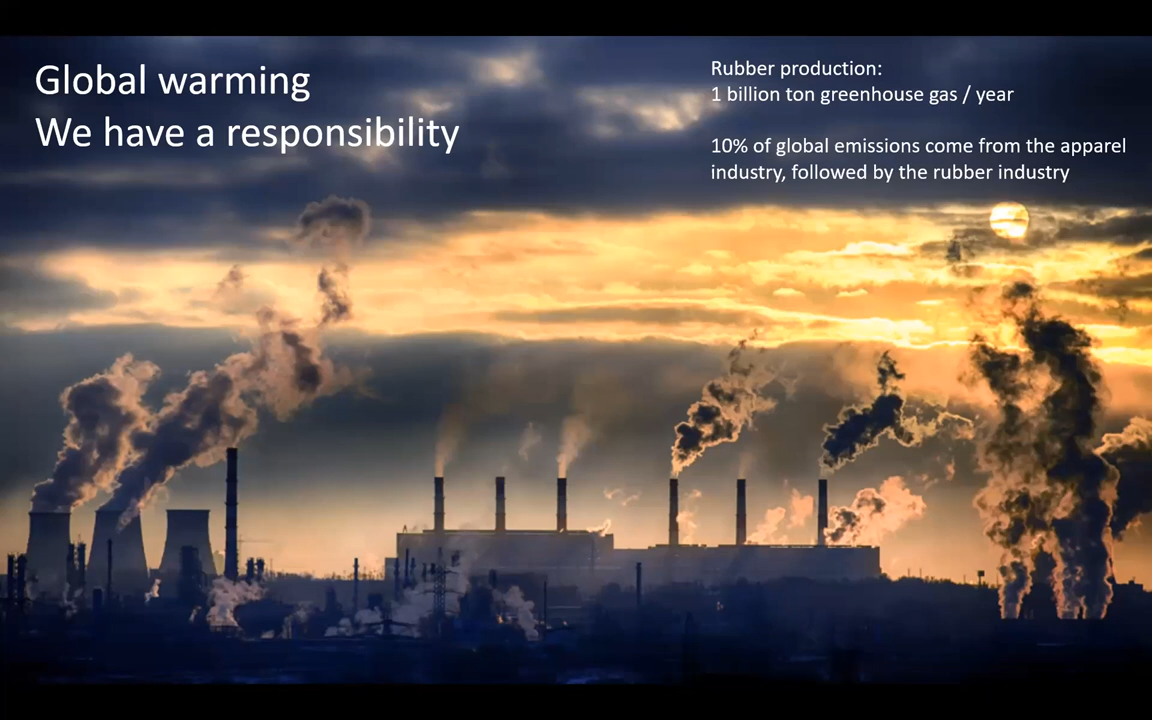 Global warming
We have a responsibility
Rubber production:
1 billion ton greenhouse gas / year
10% of global emissions come from the apparel
industry, followed by the rubber industry